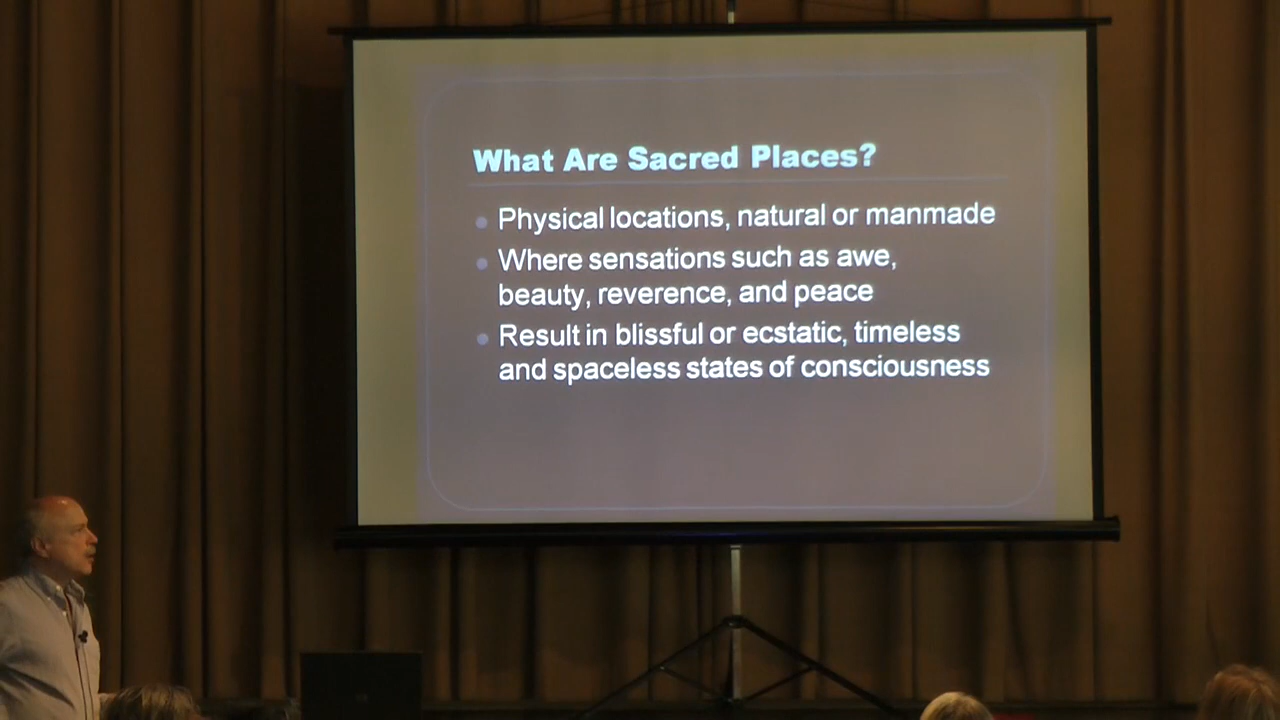 What Are Sacred Places?
Physical locations, natural or manmade
Where sensations such as awe,
beauty, reverence, and peace
Result in blissful or ecstatic, timeless
and spaceless states of consciousness